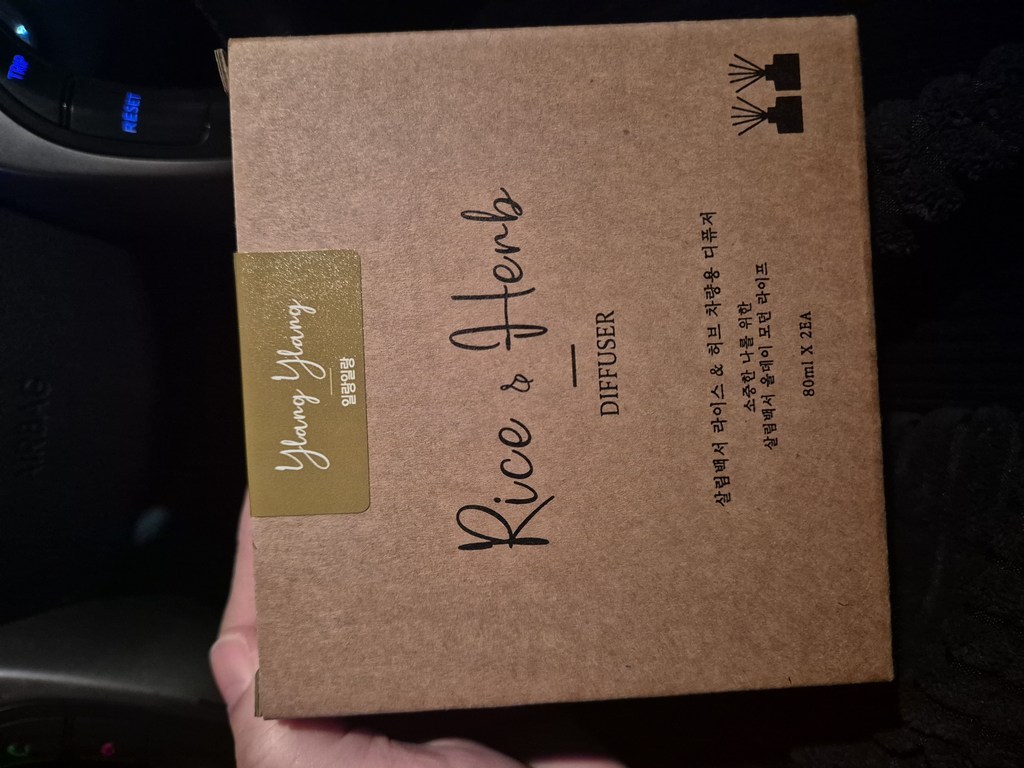 TRIP
RESET
AIRBAG
Ylang Ylang
일랑일랑
Rice & Herb
DIFFUSER
살림백서 라이스 & 허브 차량용 디퓨저
소중한 나를 위한
살림백서 올데이 모먼 라이프
80ml X 2EA